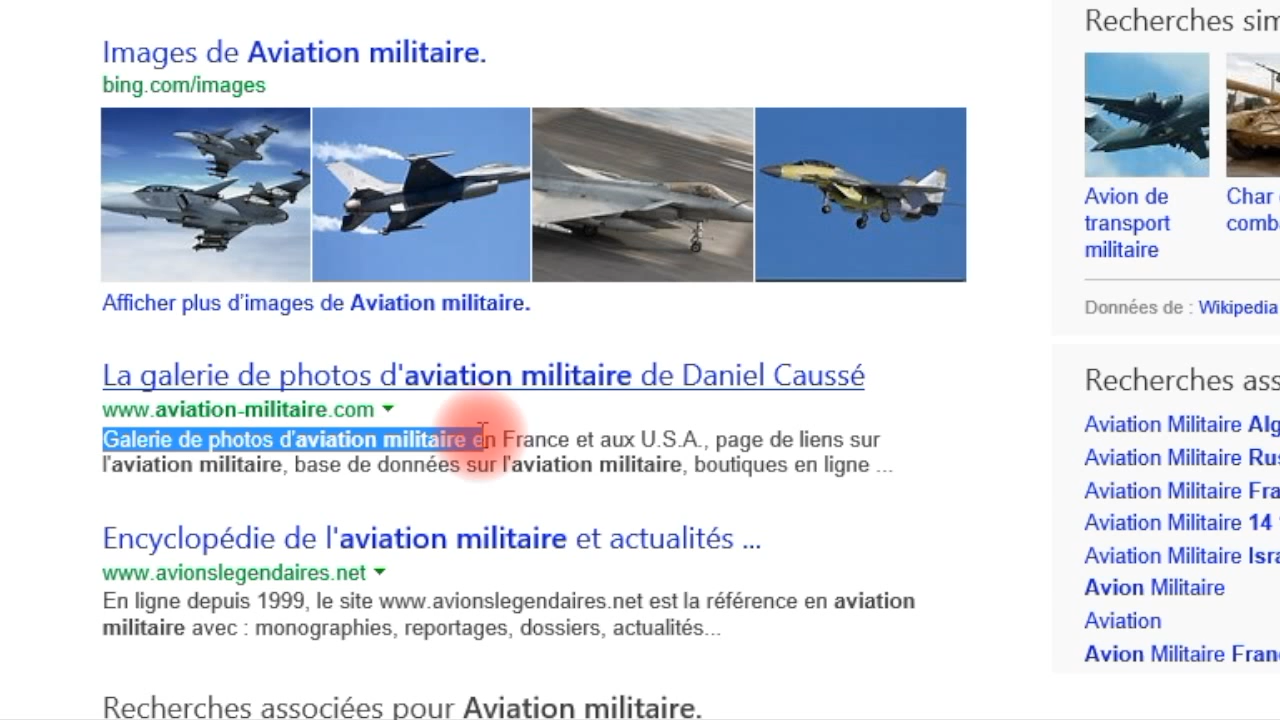 Images de Aviation militaire.
bing.com/images
Afficher plus d'images de Aviation militaire.
La galerie de photos d'aviation militaire de Daniel Caussé
www.aviation-militaire.com
Galerie de photos d'aviation militaire en France et aux U.S.A., page de liens sur
l'aviation militaire, base de données sur l'aviation militaire, boutiques en ligne ...
Encyclopédie de l'aviation militaire et actualités ...
www.avionslegendaires.net
En ligne depuis 1999, le site www.avionslegendaires.net est la référence en aviation
militaire avec : monographies, reportages, dossiers, actualités...
Recherches associées pour Aviation militaire.
Recherches sim
Avion de
transport
militaire
Char
comb
Données de : Wikipedia
Recherches ass
Aviation Militaire Alg
Aviation Militaire Rus
Aviation Militaire Fra
Aviation Militaire 14
Aviation Militaire Isra
Avion Militaire
Aviation
Avion Militaire Franc